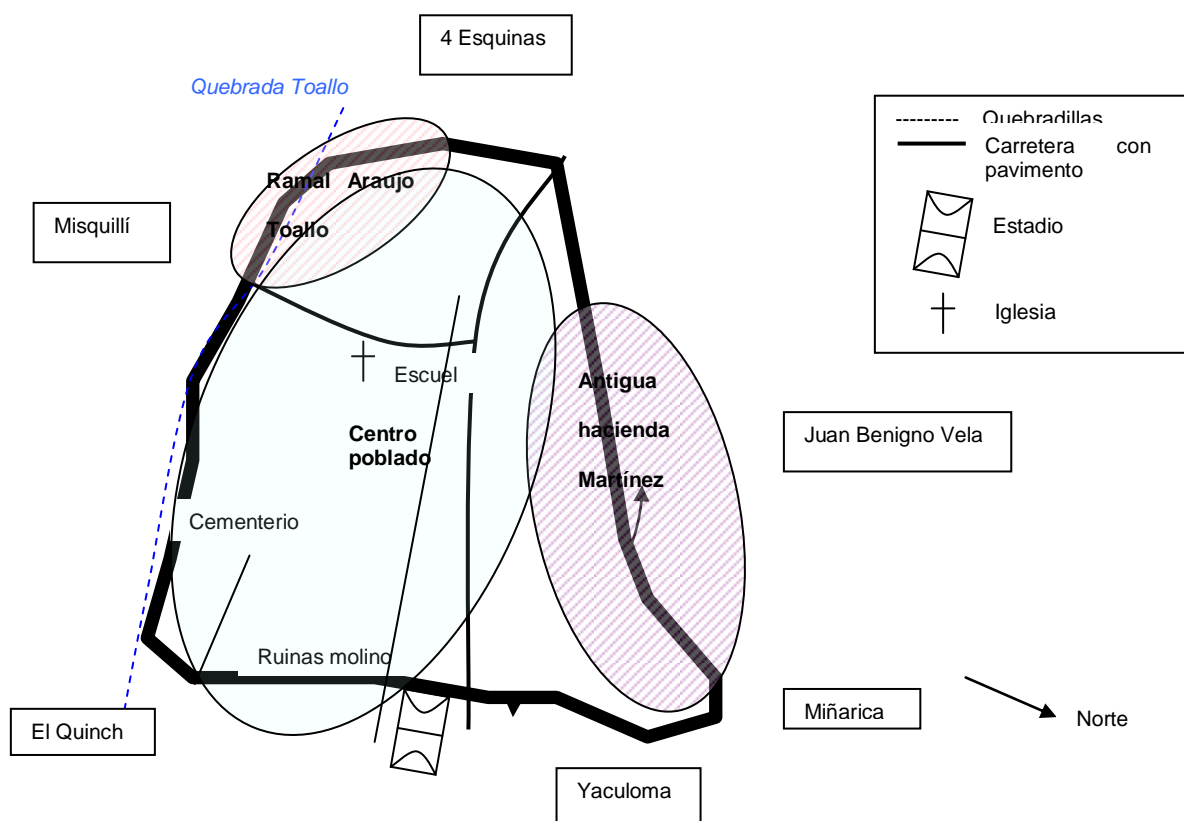 4 Esquinas
Quebrada Toallo
Quebradillas
Carretera con
pavimento
Estadio
Iglesia
Ramal Araujo
Toallo
Misquillí
Escuel
Antigua
hacienda
Martínez
Centro
poblado
Juan Benigno Vela
Cementerio
Ruinas molino
El Quinch
Miñarica
Norte
Yaculoma